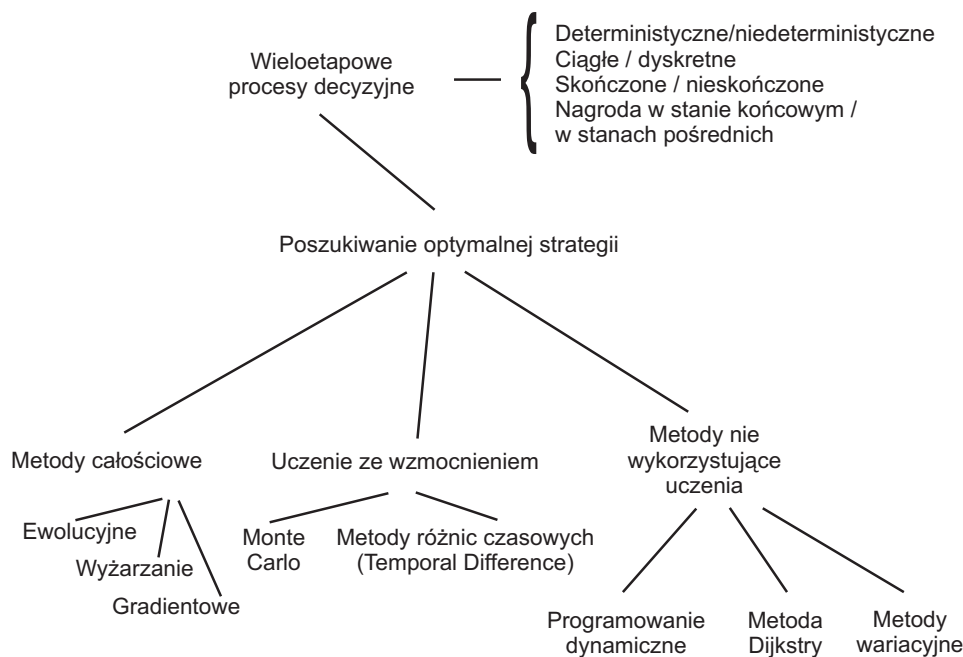 Wieloetapowe
procesy decyzyjne
Deterministyczne/niedeterministyczne
Ciągłe / dyskretne
Skończone / nieskończone
Nagroda w stanie końcowym /
w stanach pośrednich
Poszukiwanie optymalnej strategii
Metody całościowe
Ewolucyjne
Wyżarzanie
Gradientowe
Uczenie ze wzmocnieniem
Monte
Carlo
Metody różnic czasowych
(Temporal Difference)
Metody nie
wykorzystujące
uczenia
Programowanie
dynamiczne
Metoda
Dijkstry
Metody
wariacyjne